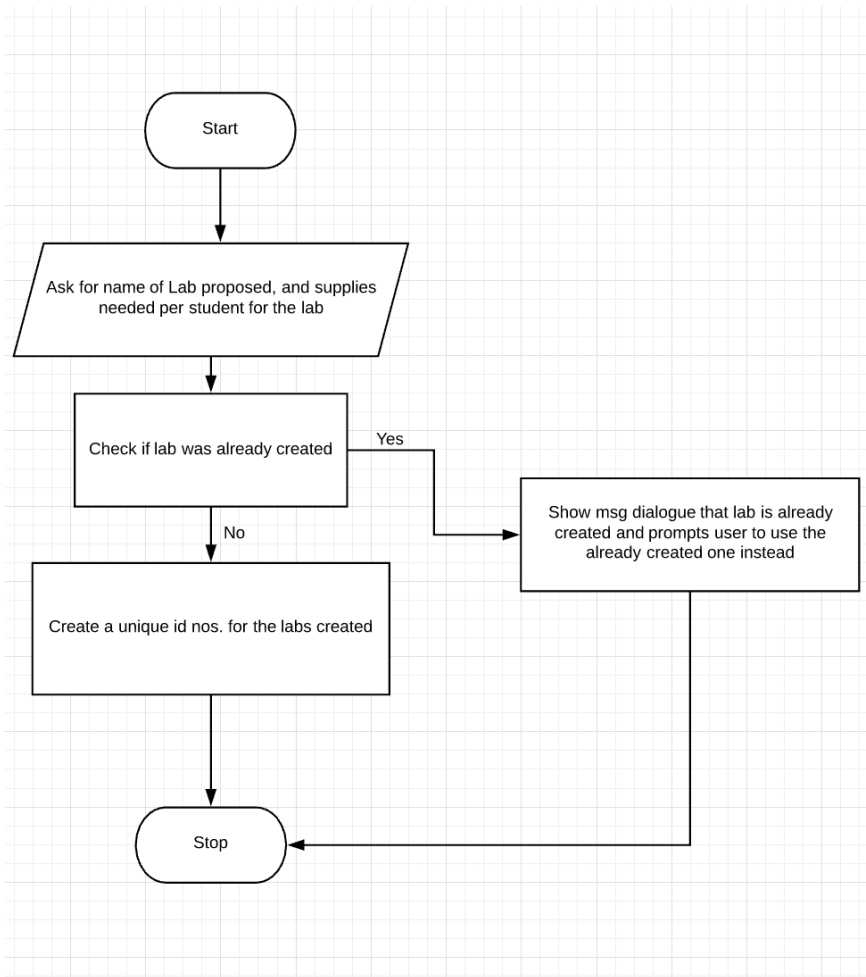 Start
Ask for name of Lab proposed, and supplies
needed per student for the lab
Check if lab was already created
Yes
No
Show msg dialogue that lab is already
created and prompts user to use the
already created one instead
Create a unique id nos. for the labs created
Stop